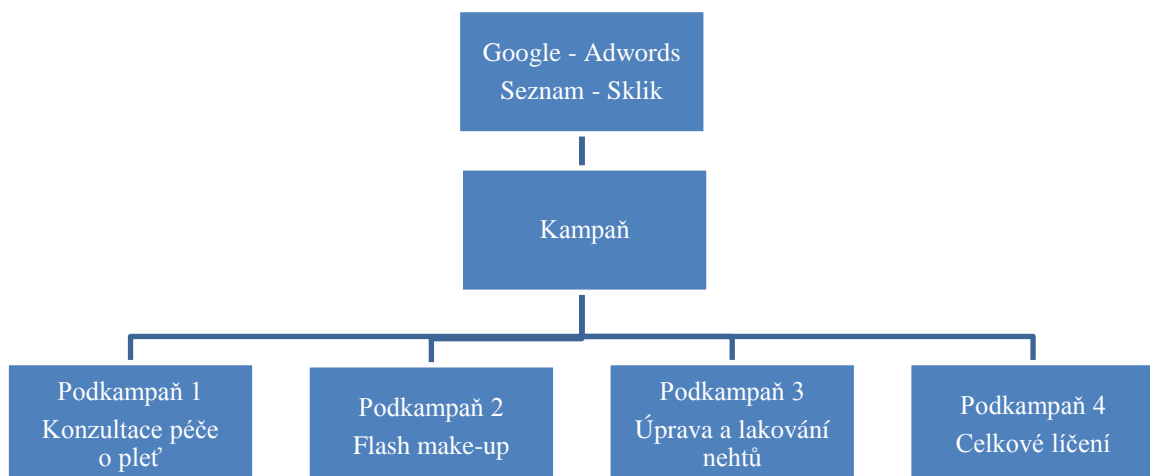 Google - Adwords
Seznam - Sklik
Kampaň
Podkampaň 1
Konzultace péče
o pleť
Podkampaň 2
Flash make-up
Podkampaň 3
Úprava a lakování
nehtů
Podkampaň 4
Celkové líčení